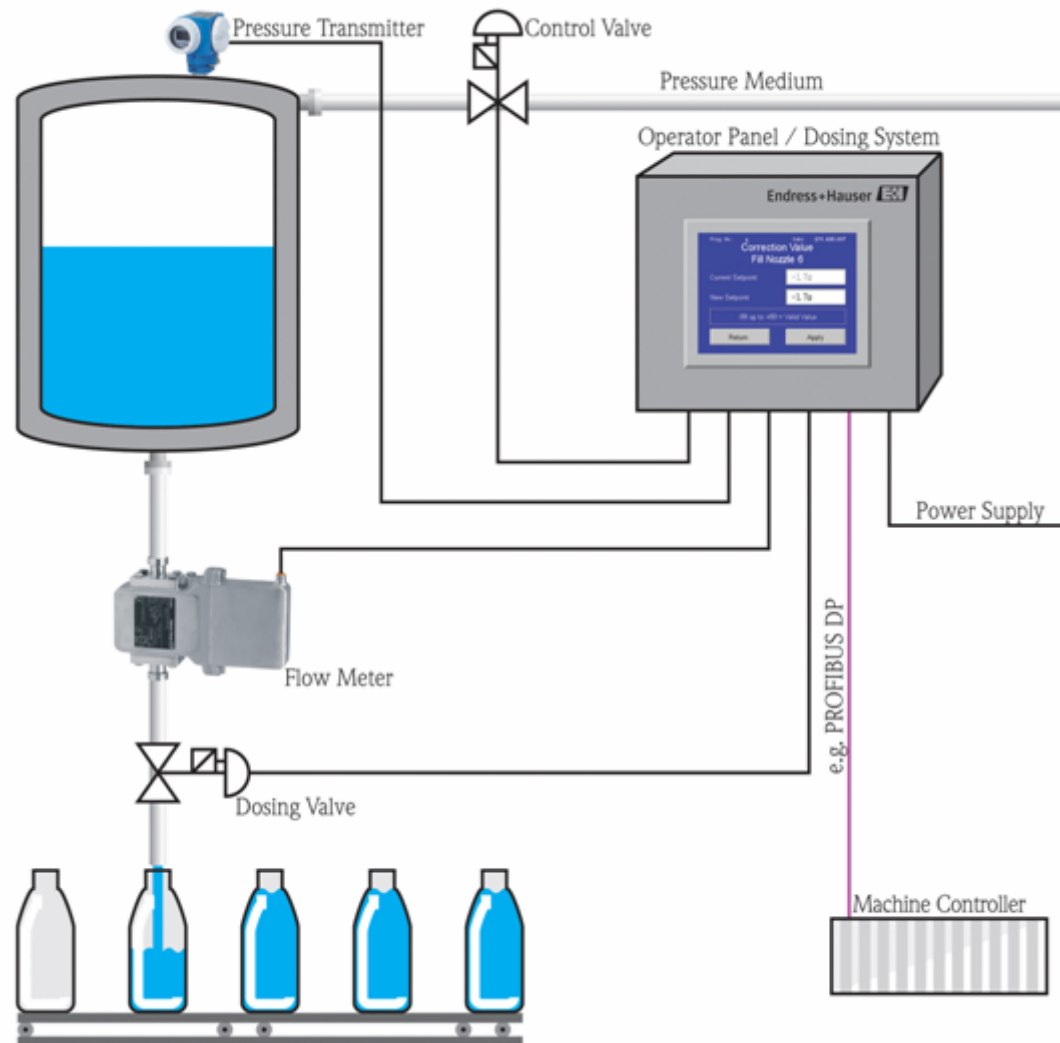 Pressure Transmitter
Control Valve
Pressure Medium
Operator Panel / Dosing System
Endress+Hauser EH
Correction Value
Fill Nozzle 6
Current Setpoint
New Setpoint
Return
Apply
Power Supply
Flow Meter
e.g. PROFIBUS DP
Dosing Valve
Machine Controller